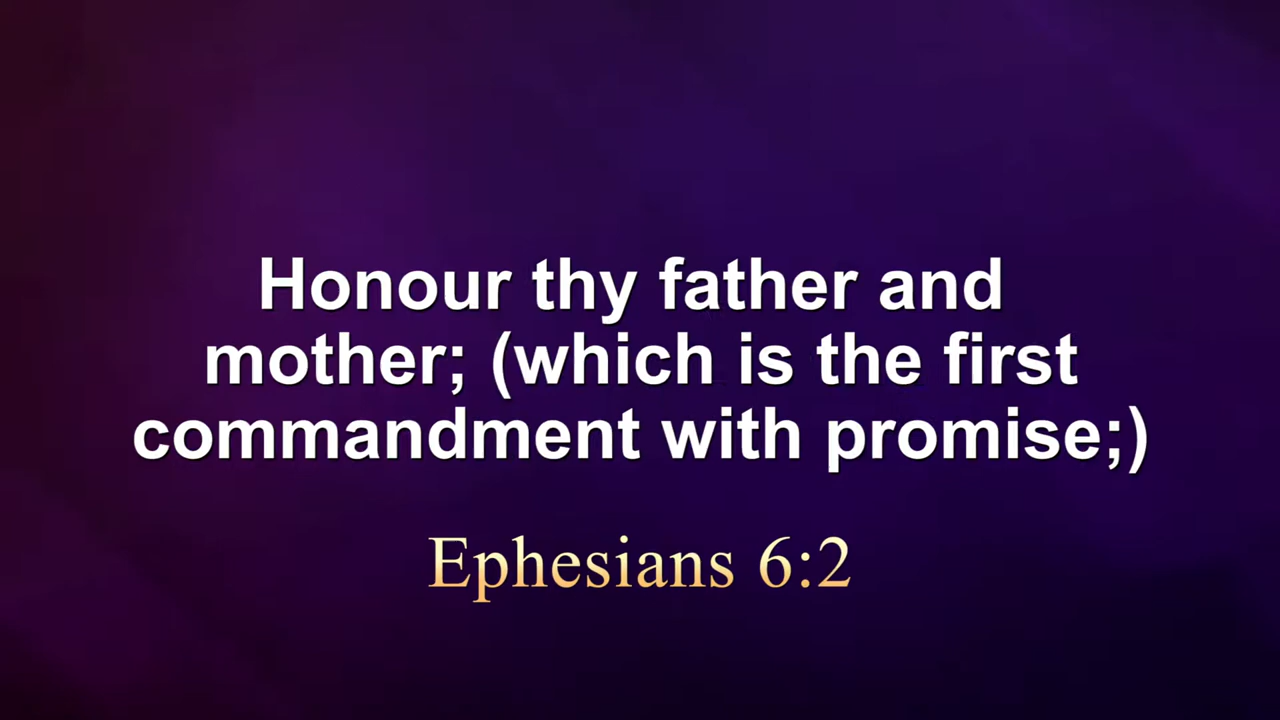 Honour thy father and
mother; (which is the first
commandment with promise;)
Ephesians 6:2